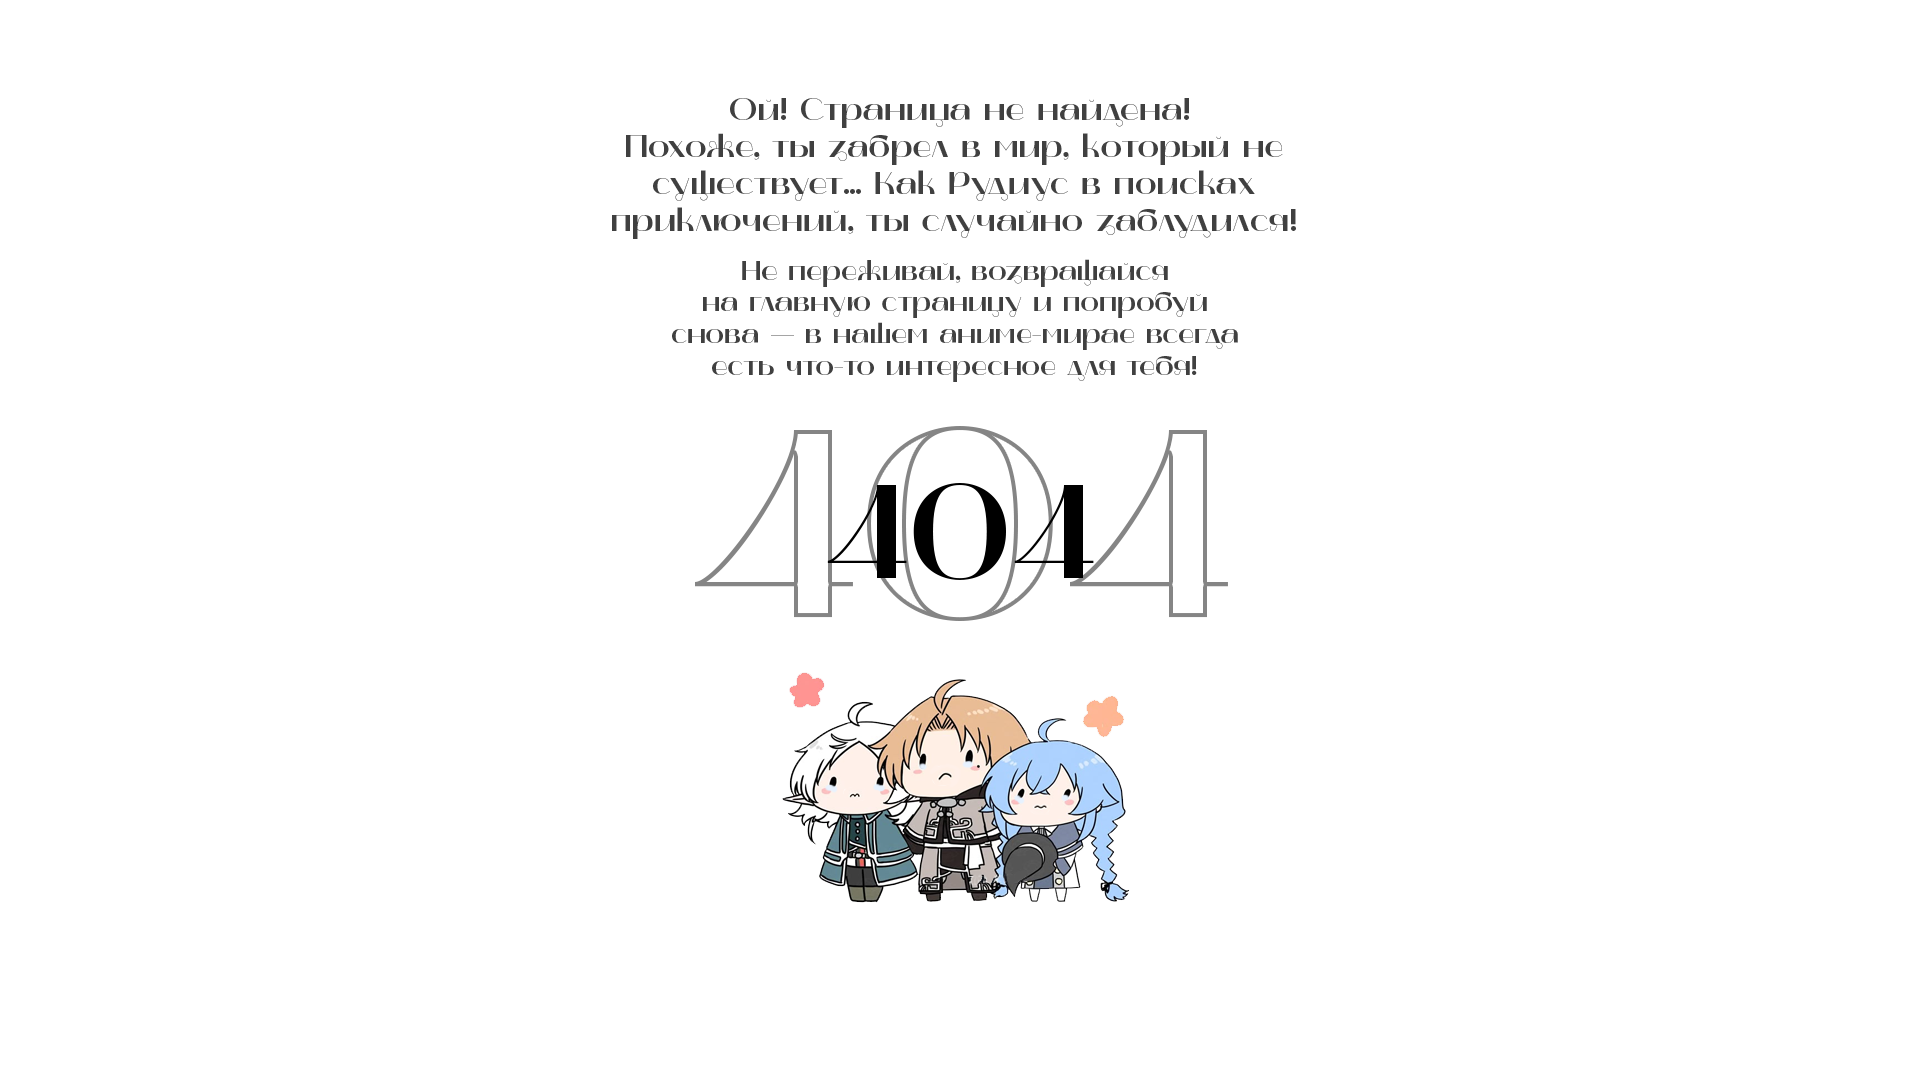 Ой! Страница не найдена!
Похоже, ты забрел в мир, который не
существует... Как Рудиус в поисках
приключений, ты случайно заблудился!
Не переживай, возвращайся
на главную страницу и попробуй
снова — в нашем аниме-мирае всегда
есть что-то интересное для тебя!
404
404